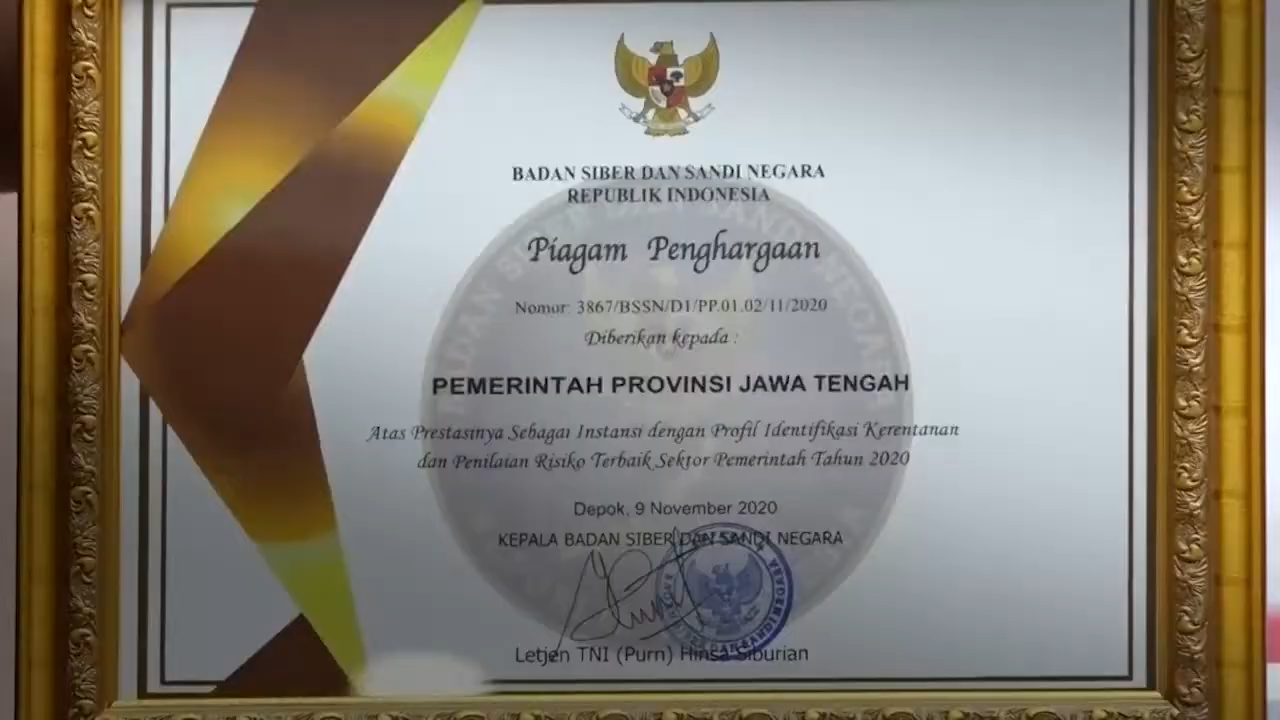 BADAN SIBER DAN SANDI NEGARA
REPUBLIK INDONESIA
Piagam Penghargaan
Nomor: 3867/BSSN/D1/PP.01.02/11/2020
Diberikan kepada :
PEMERINTAH PROVINSI JAWA TENGAH
Atas Prestasinya Sebagai Instansi dengan Profil Identifikasi Kerentanan
dan Penilaian Risiko Terbaik Sektor Pemerintah Tahun 2020
Depok, 9 November 2020
KEPALA BADAN SIBER DAN SANDI NEGARA
Letjen TNI (Purn) Hinsa Siburian